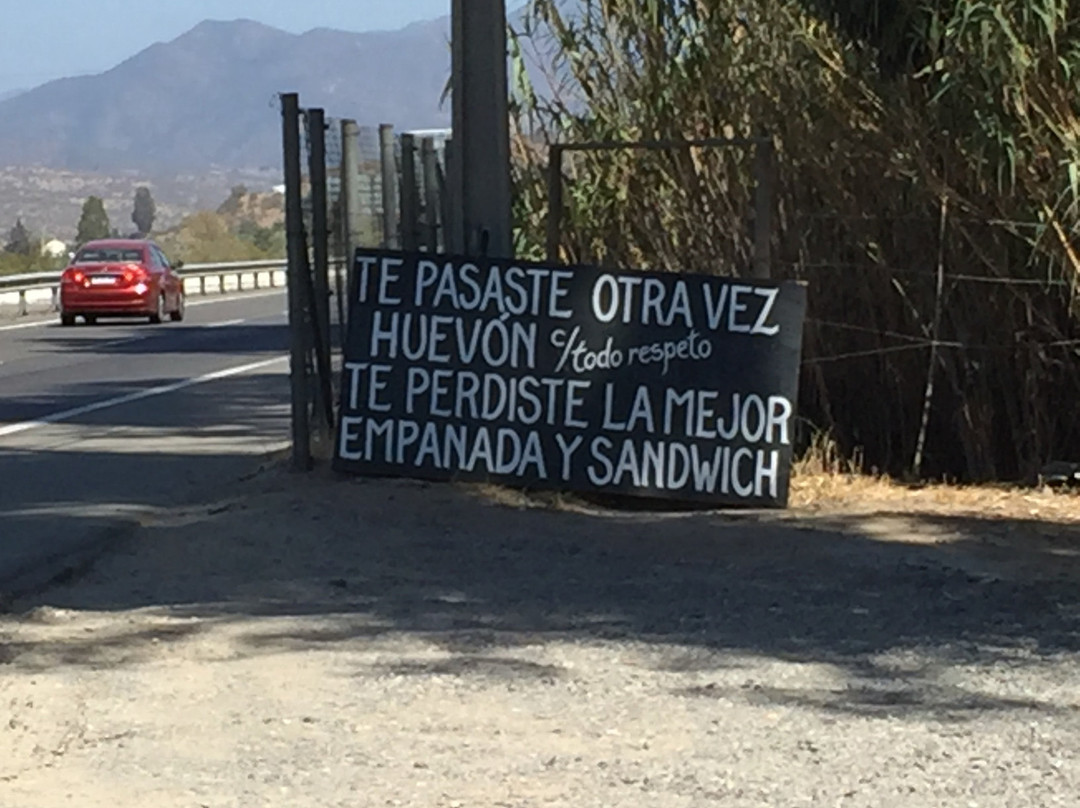 TE PASASTE OTRA VEZ
HUEVÓN c/todo respeto
TE PERDISTE LA MEJOR
EMPANADA Y SANDWICH